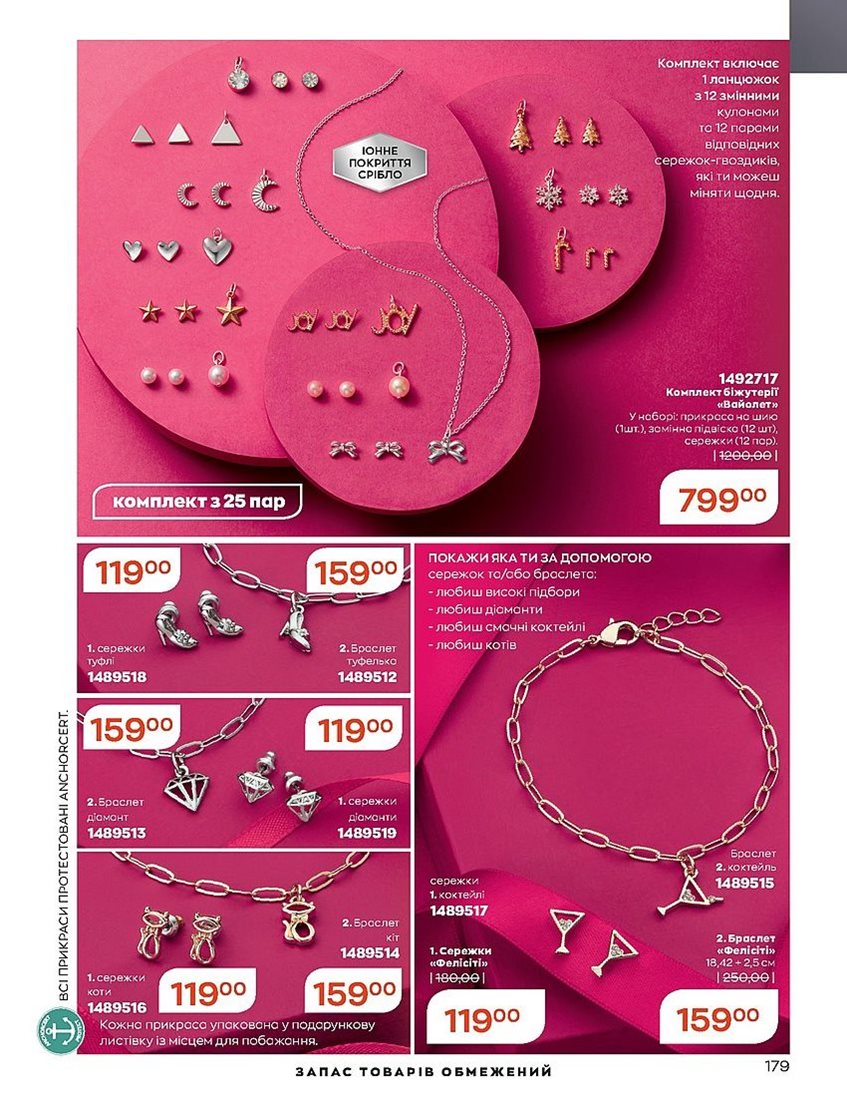 Комплект включає
1 ланцюжок
з 12 змінними
кулонами
та 12 парами
відповідних
сережок-гвоздиків,
які ти можеш
міняти щодня.
ІОННЕ
ПОКРИТТЯ
СРІБЛО
1492717
Комплект біжутерії
«Вайолет»
У наборі: прикраса на шию
(1шт.), замінна підвіска (12 шт),
сережки (12 пар).
|1200,00|
799⁰⁰
комплект з 25 пар
119⁰⁰
159⁰⁰
1. сережки
туфлі
1489518
2. Браслет
туфелька
1489512
159⁰⁰
119⁰⁰
2. Браслет
діамант
1489513
1. сережки
діаманти
1489519
2. Браслет
кіт
1489514
1. сережки
коти
1489516
119⁰⁰
159⁰⁰
Кожна прикраса упакована у подарункову
листівку із місцем для побажання.
ПОКАЖИ ЯКА ТИ ЗА ДОПОМОГОЮ
сережок та/або браслета:
- любиш високі підбори
- любиш діаманти
- любиш смачні коктейлі
- любиш котів
Браслет
2. коктейль
1489515
сережки
1. коктейлі
1489517
1. Сережки
«Фелісіті»
|180,00|
119⁰⁰
2. Браслет
«Фелісіті»
18,42 + 2,5 см
|250,00|
159⁰⁰
ВСІ ПРИКРАСИ ПРОТЕСТОВАНІ ANCHORCERT.
ЗАПАС ТОВАРІВ ОБМЕЖЕНИЙ
179